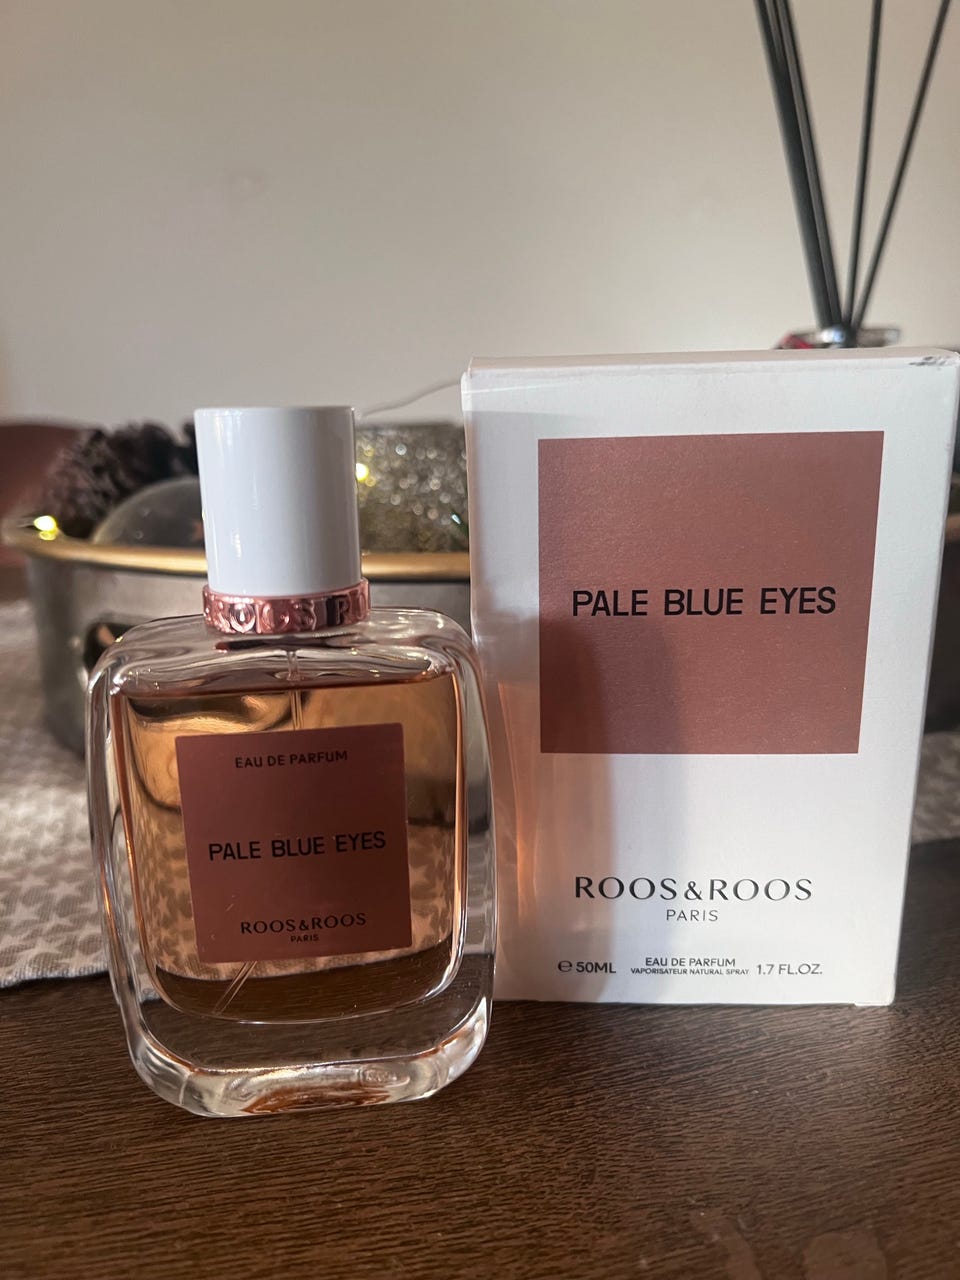 ROOS
EAU DE PARFUM
PALE BLUE EYES
ROOS&ROOS
PARIS
PALE BLUE EYES
ROOS&ROOS
PARIS
℮ 50ML EAU DE PARFUM 1.7 FL.OZ.
VAPORISATEUR NATURAL SPRAY